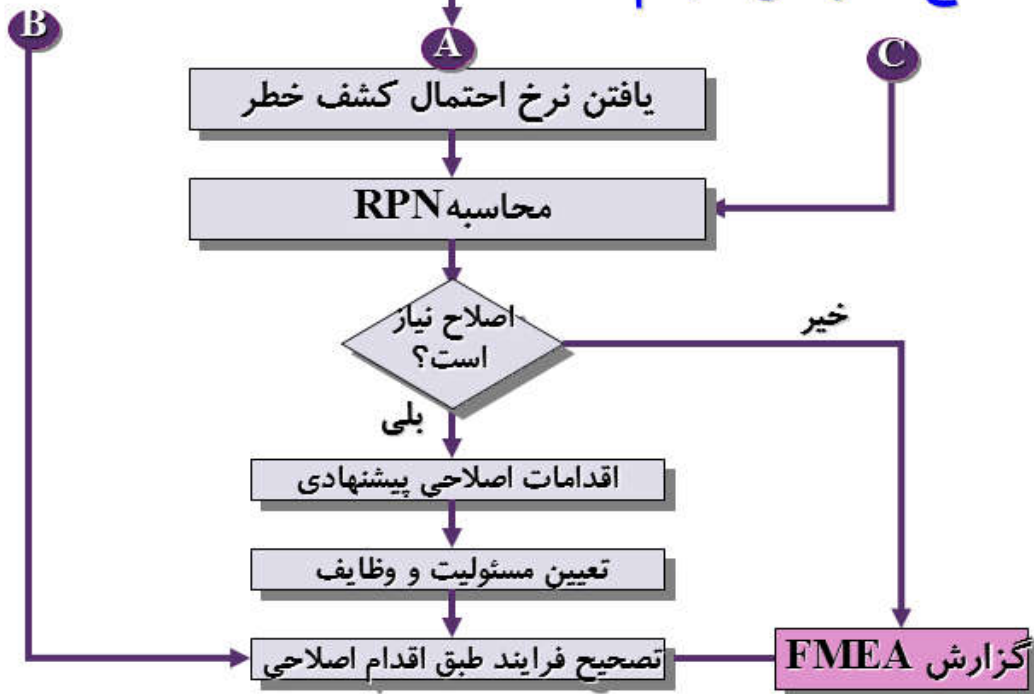 B
A
C
یافتن نرخ احتمال کشف خطر
محاسبه RPN
اصلاح نیاز
است؟
خیر
بلی
اقدامات اصلاحی پیشنهادی
تعیین مسئولیت و وظایف
تصحیح فرایند طبق اقدام اصلاحی
گزارش FMEA